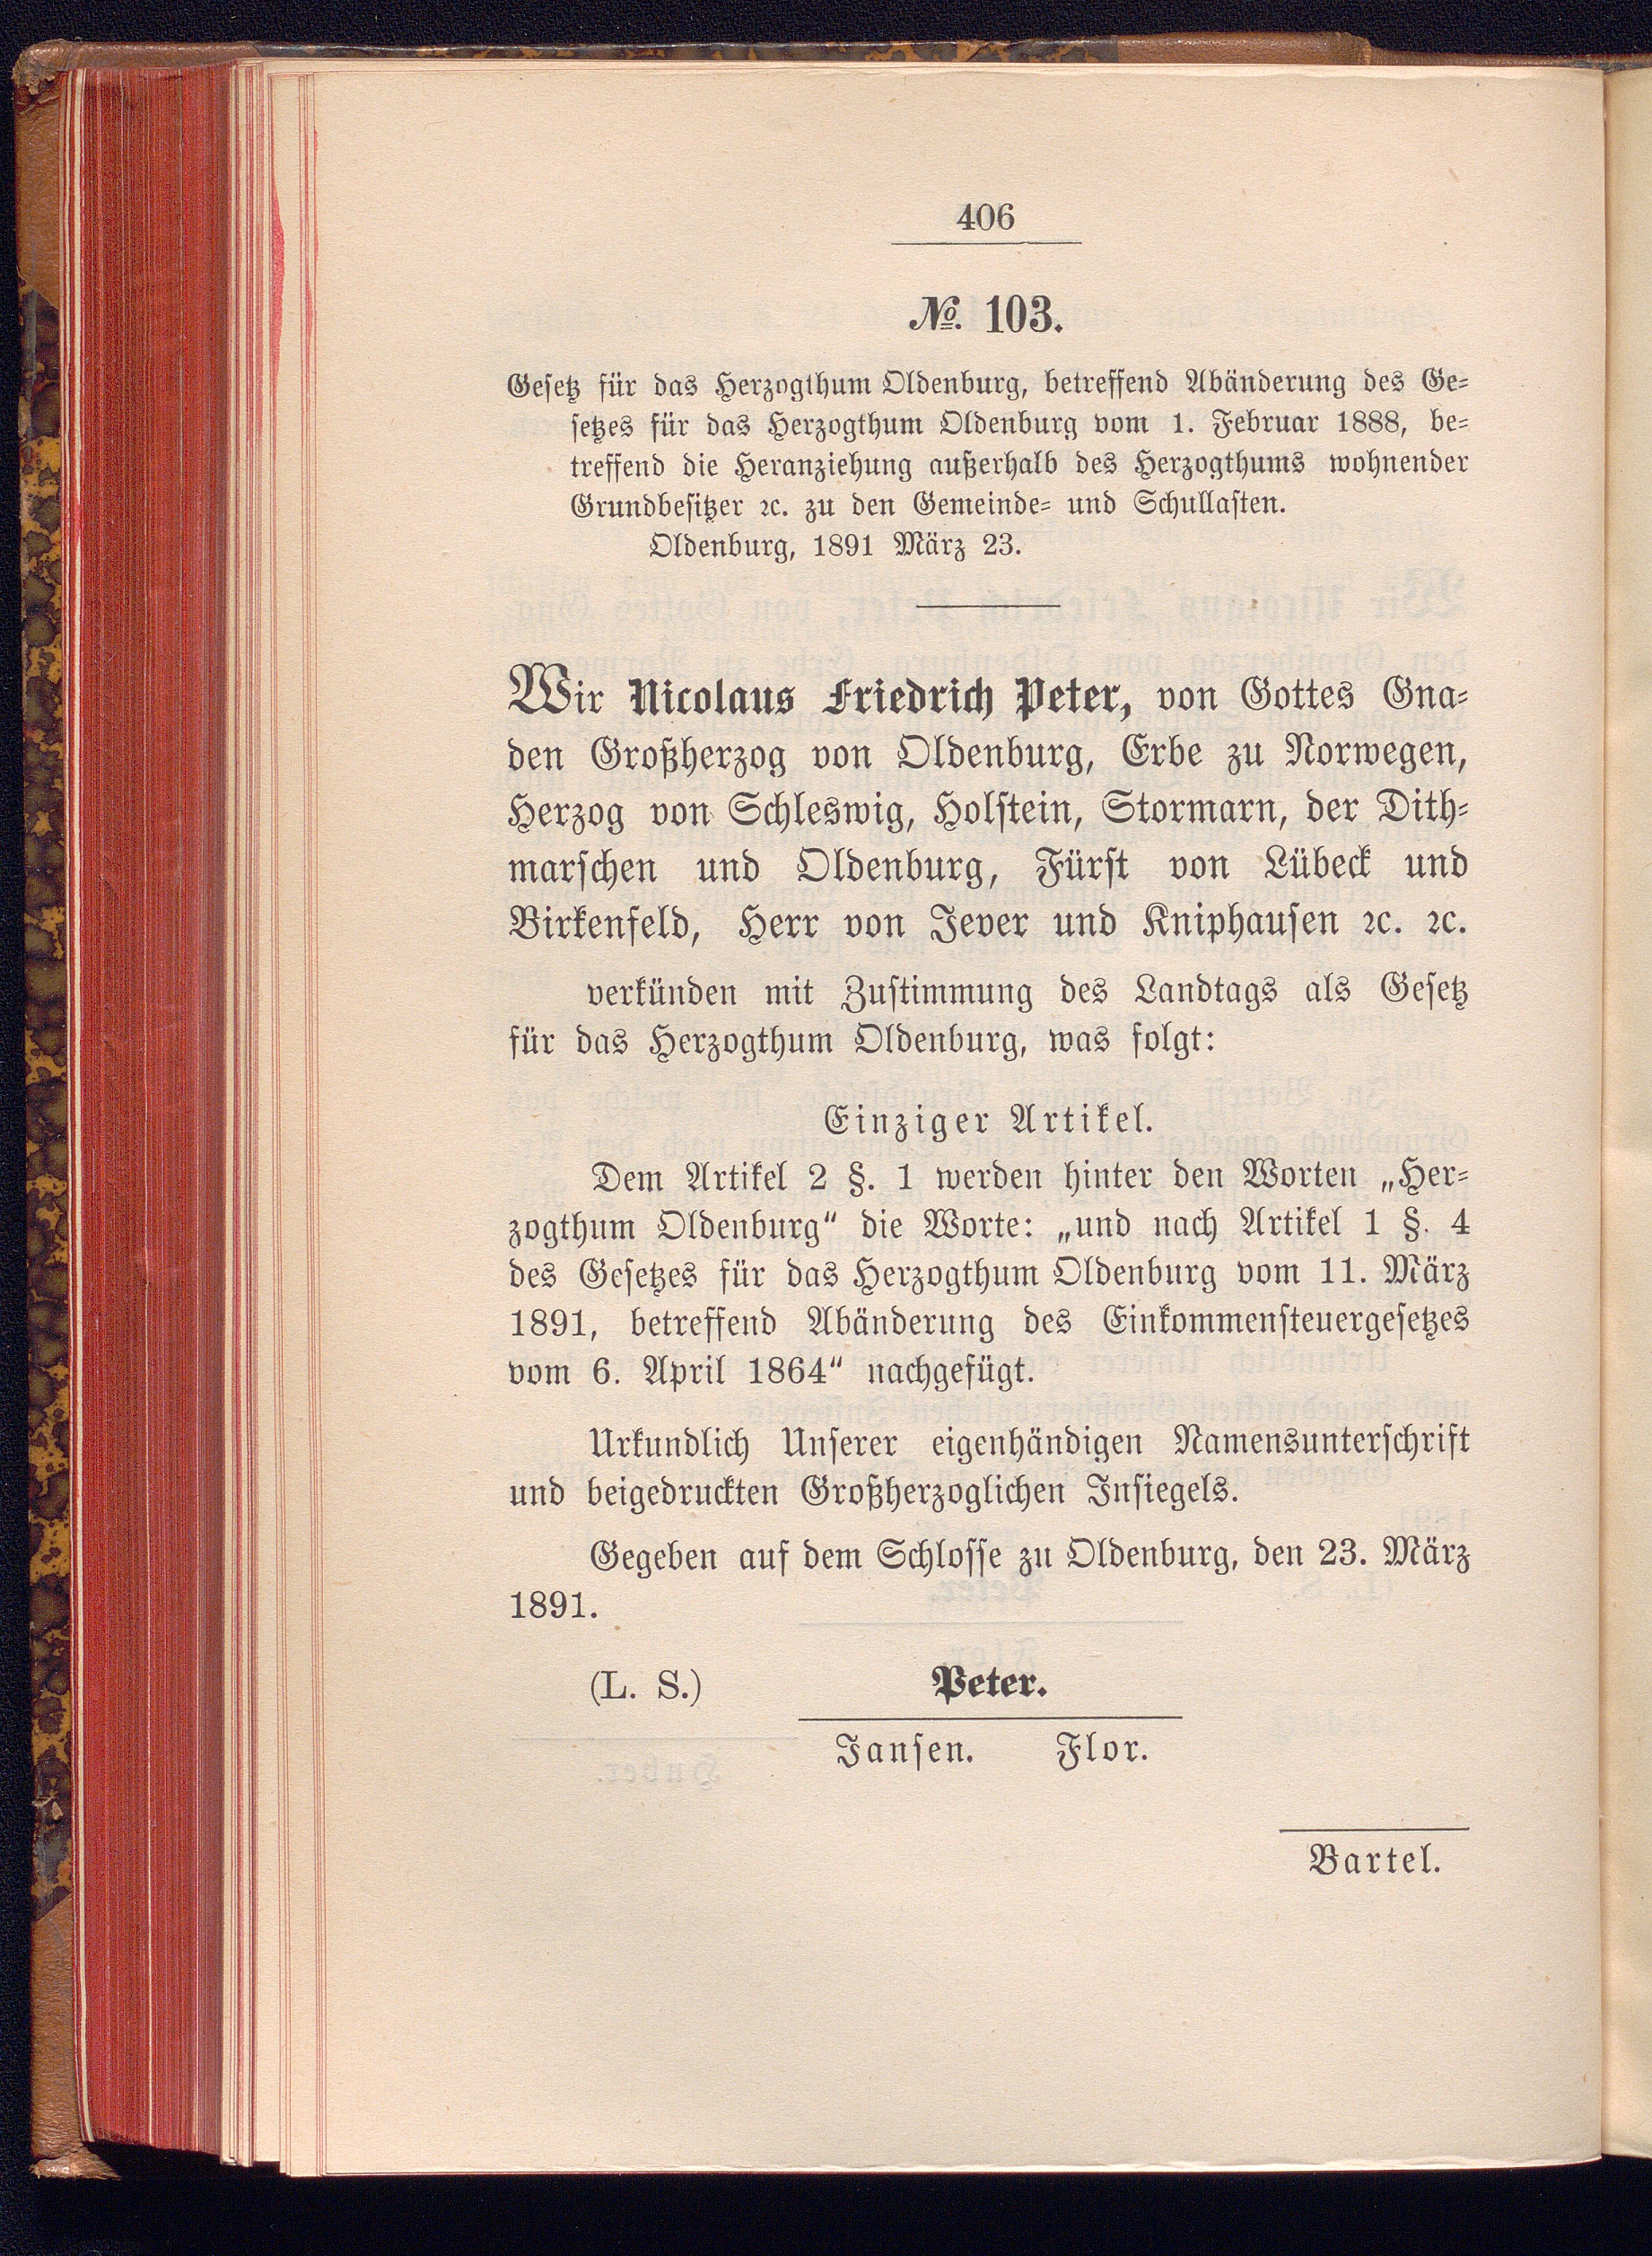 406
№. 103.
Gesetz für das Herzogthum Oldenburg, betreffend Abänderung des Ge-
setzes für das Herzogthum Oldenburg vom 1. Februar 1888, be-
treffend die Heranziehung außerhalb des Herzogthums wohnender
Grundbesitzer ꝛc. zu den Gemeinde- und Schullasten.
Oldenburg, 1891 März 23.
Wir Nicolaus Friedrich Peter, von Gottes Gna-
den Großherzog von Oldenburg, Erbe zu Norwegen,
Herzog von Schleswig, Holstein, Stormarn, der Dith-
marschen und Oldenburg, Fürst von Lübeck und
Birkenfeld, Herr von Jever und Kniphausen ꝛc. ꝛc.
verkünden mit Zustimmung des Landtags als Gesetz
für das Herzogthum Oldenburg, was folgt:
Einziger Artikel.
Dem Artikel 2 §. 1 werden hinter den Worten „Her-
zogthum Oldenburg“ die Worte: „und nach Artikel 1 §. 4
des Gesetzes für das Herzogthum Oldenburg vom 11. März
1891, betreffend Abänderung des Einkommensteuergesetzes
vom 6. April 1864“ nachgefügt.
Urkundlich Unserer eigenhändigen Namensunterschrift
und beigedruckten Großherzoglichen Insiegels.
Gegeben auf dem Schlosse zu Oldenburg, den 23. März
1891.
(L. S.) Peter.
Jansen. Flor.
Bartel.